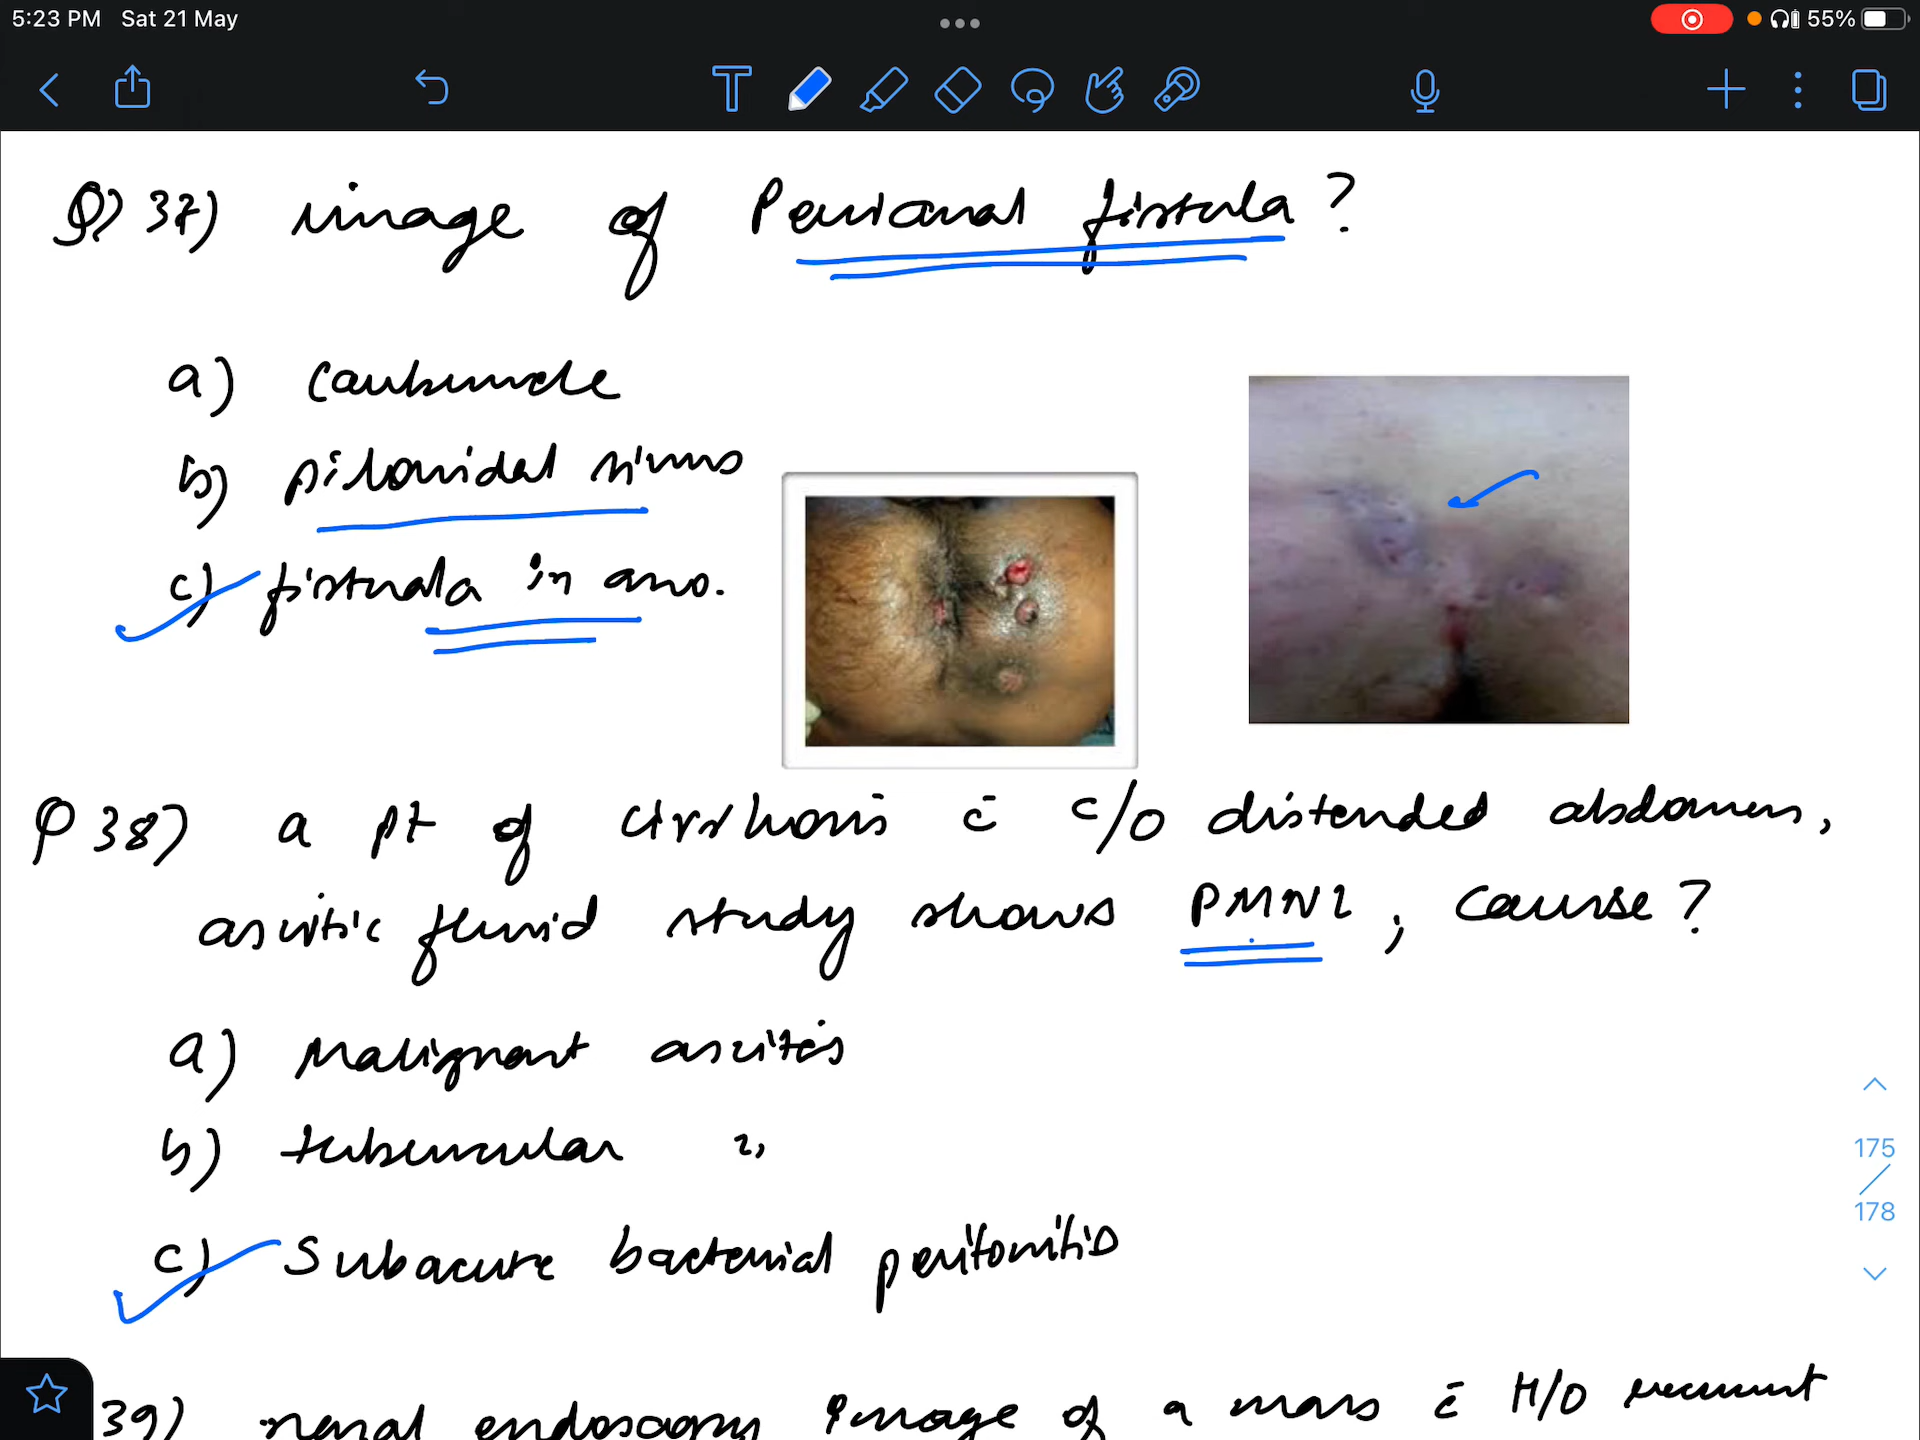 5:23 PM Sat 21 May
55%
Q) 37) image of Perianal fistula?
a) Carbuncle
b) pilonidal sinus
c) fistula in ano.
Q 38) a pt of cirrhosis c̄ c/o distended abdomen,
ascitic fluid study shows PMNL, cause?
a) Malignant ascites
b) tubercular "
c) Subacute bacterial peritonitis
175
/
178
39) nasal endoscopy image of a mass c̄ H/O recurrent